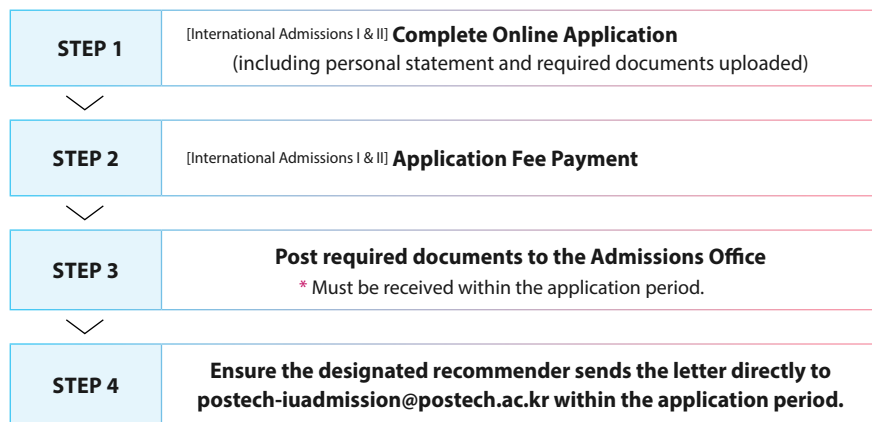 STEP 1
[International Admissions I & II] Complete Online Application
(including personal statement and required documents uploaded)
STEP 2
[International Admissions I & II] Application Fee Payment
STEP 3
Post required documents to the Admissions Office
* Must be received within the application period.
STEP 4
Ensure the designated recommender sends the letter directly to
postech-iuadmission@postech.ac.kr within the application period.